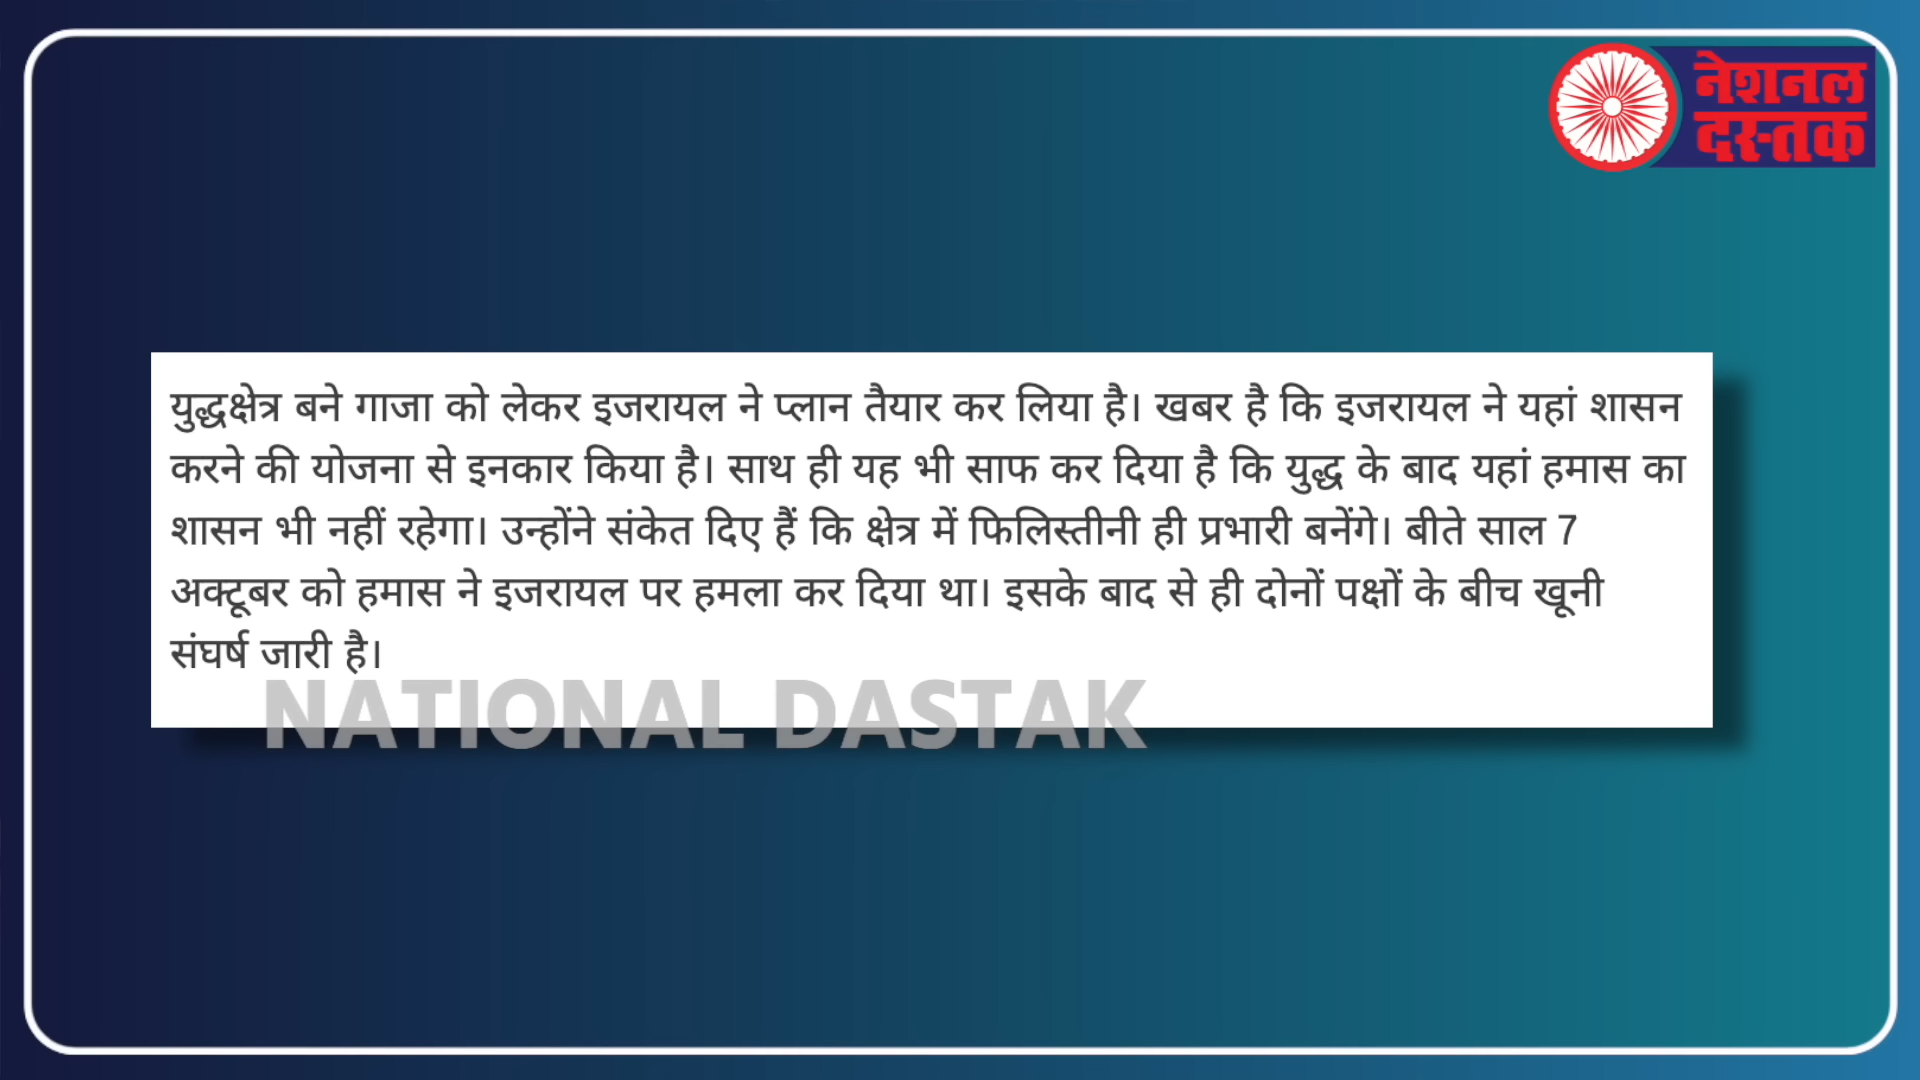 नेशनल
दस्तक
युद्धक्षेत्र बने गाजा को लेकर इजरायल ने प्लान तैयार कर लिया है। खबर है कि इजरायल ने यहां शासन
करने की योजना से इनकार किया है। साथ ही यह भी साफ कर दिया है कि युद्ध के बाद यहां हमास का
शासन भी नहीं रहेगा। उन्होंने संकेत दिए हैं कि क्षेत्र में फिलिस्तीनी ही प्रभारी बनेंगे। बीते साल 7
अक्टूबर को हमास ने इजरायल पर हमला कर दिया था। इसके बाद से ही दोनों पक्षों के बीच खूनी
संघर्ष जारी है।
NATIONAL DASTAK